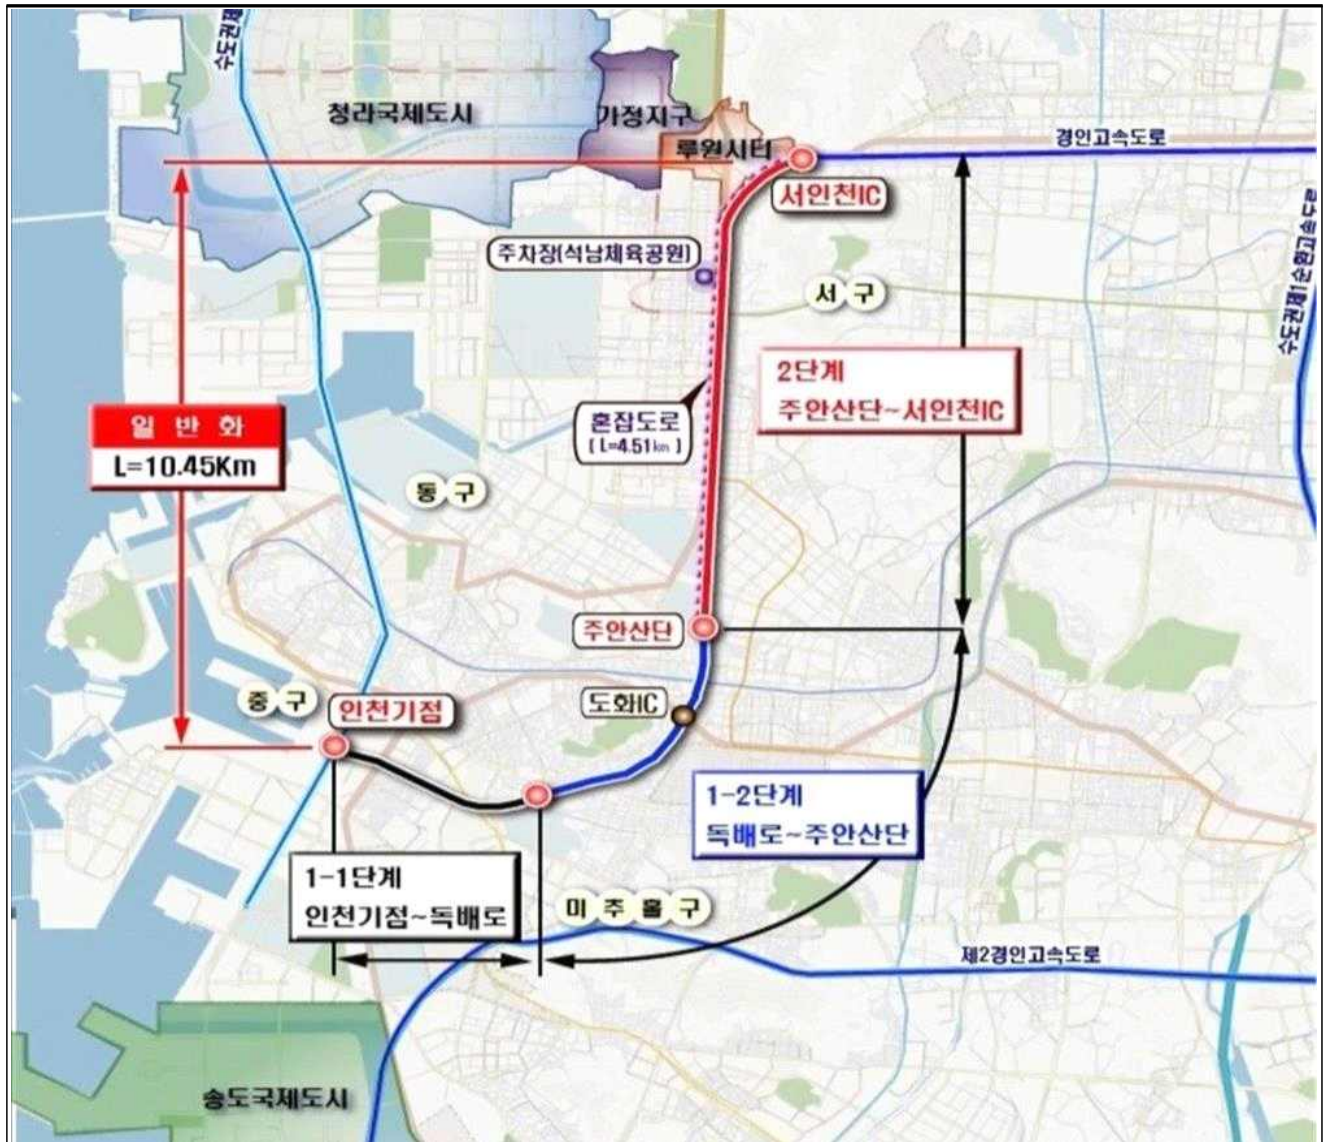 수도권제
청라국제도시
가정지구
루원시티
경인고속도로
서인천IC
수도권제1순환고속도로
주차장(석남체육공원)
서구
2단계
주안산단~서인천IC
일반화
L=10.45Km
혼잡도로
( L=4.51km )
동구
주안산단
중구
인천기점
도화IC
1-2단계
독배로~주안산단
1-1단계
인천기점~독배로
미추홀구
제2경인고속도로
송도국제도시